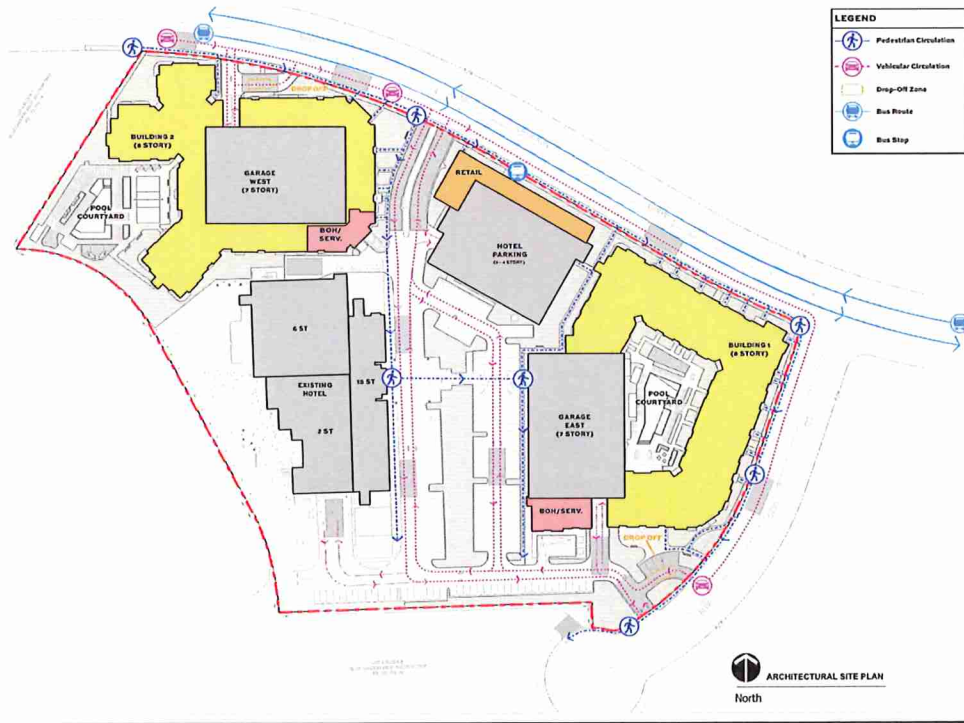 LEGEND
Pedestrian Circulation
Vehicular Circulation
Drop-Off Zone
Bus Route
Bus Stop
DROP OFF
BUILDING 2
(8 STORY)
GARAGE
WEST
(7 STORY)
POOL
COURTYARD
BOH/
SERV.
RETAIL
HOTEL
PARKING
6 ST
13 ST
EXISTING
HOTEL
2 ST
BUILDING 1
(8 STORY)
POOL
COURTYARD
GARAGE
EAST
(7 STORY)
BOH/SERV.
DROP OFF
ARCHITECTURAL SITE PLAN
North